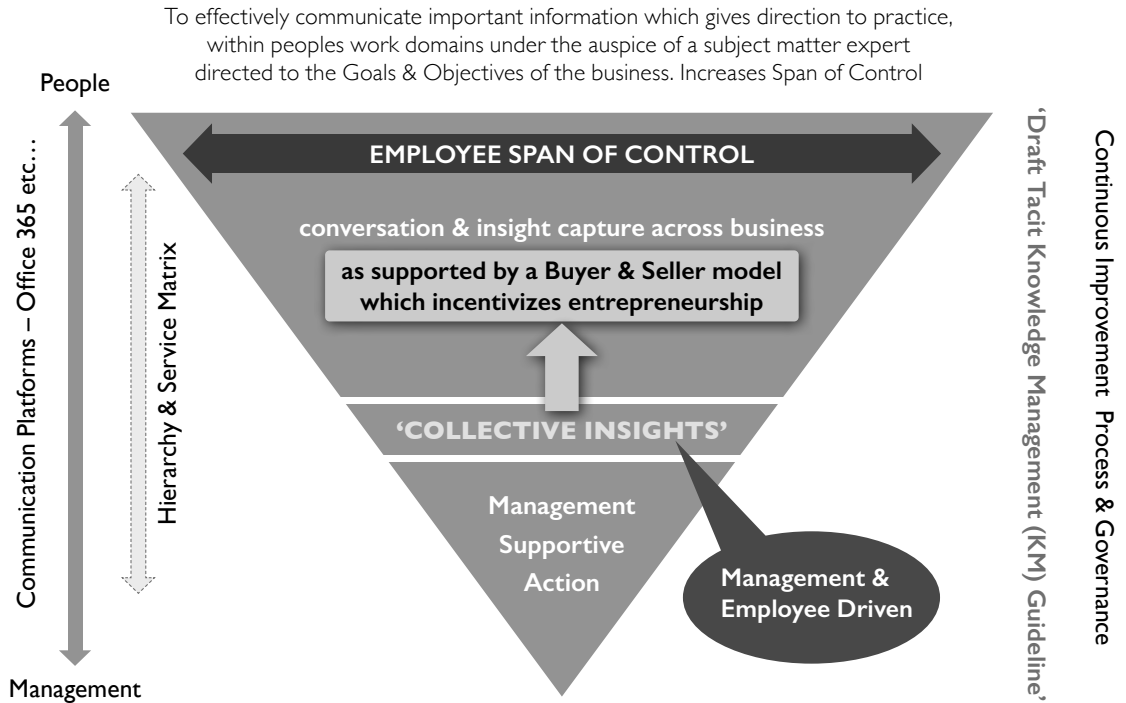 To effectively communicate important information which gives direction to practice,
within peoples work domains under the auspice of a subject matter expert
directed to the Goals & Objectives of the business. Increases Span of Control
People
Communication Platforms – Office 365 etc…
Hierarchy & Service Matrix
Management
EMPLOYEE SPAN OF CONTROL
conversation & insight capture across business
as supported by a Buyer & Seller model
which incentivizes entrepreneurship
‘COLLECTIVE INSIGHTS’
Management
Supportive
Action
Management &
Employee Driven
‘Draft Tacit Knowledge Management (KM) Guideline’
Continuous Improvement Process & Governance